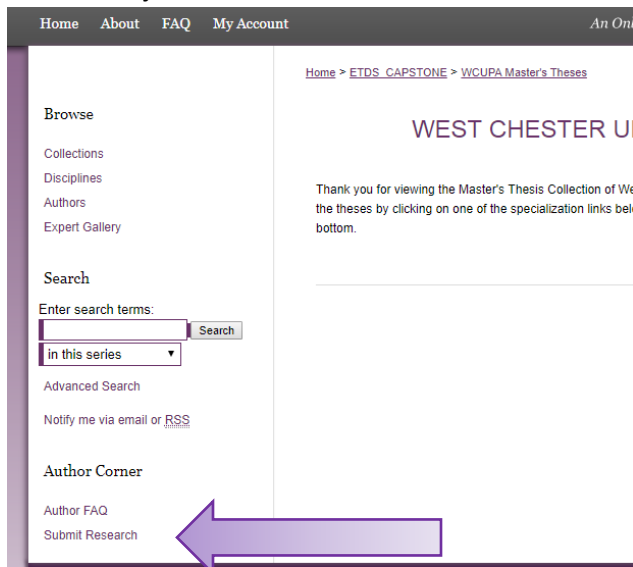 Home About FAQ My Account
An Onl
Home > ETDS_CAPSTONE > WCUPA Master's Theses
Browse
Collections
Disciplines
Authors
Expert Gallery
WEST CHESTER U
Thank you for viewing the Master's Thesis Collection of We
the theses by clicking on one of the specialization links bel
bottom.
Search
Enter search terms:
Search
in this series
Advanced Search
Notify me via email or RSS
Author Corner
Author FAQ
Submit Research